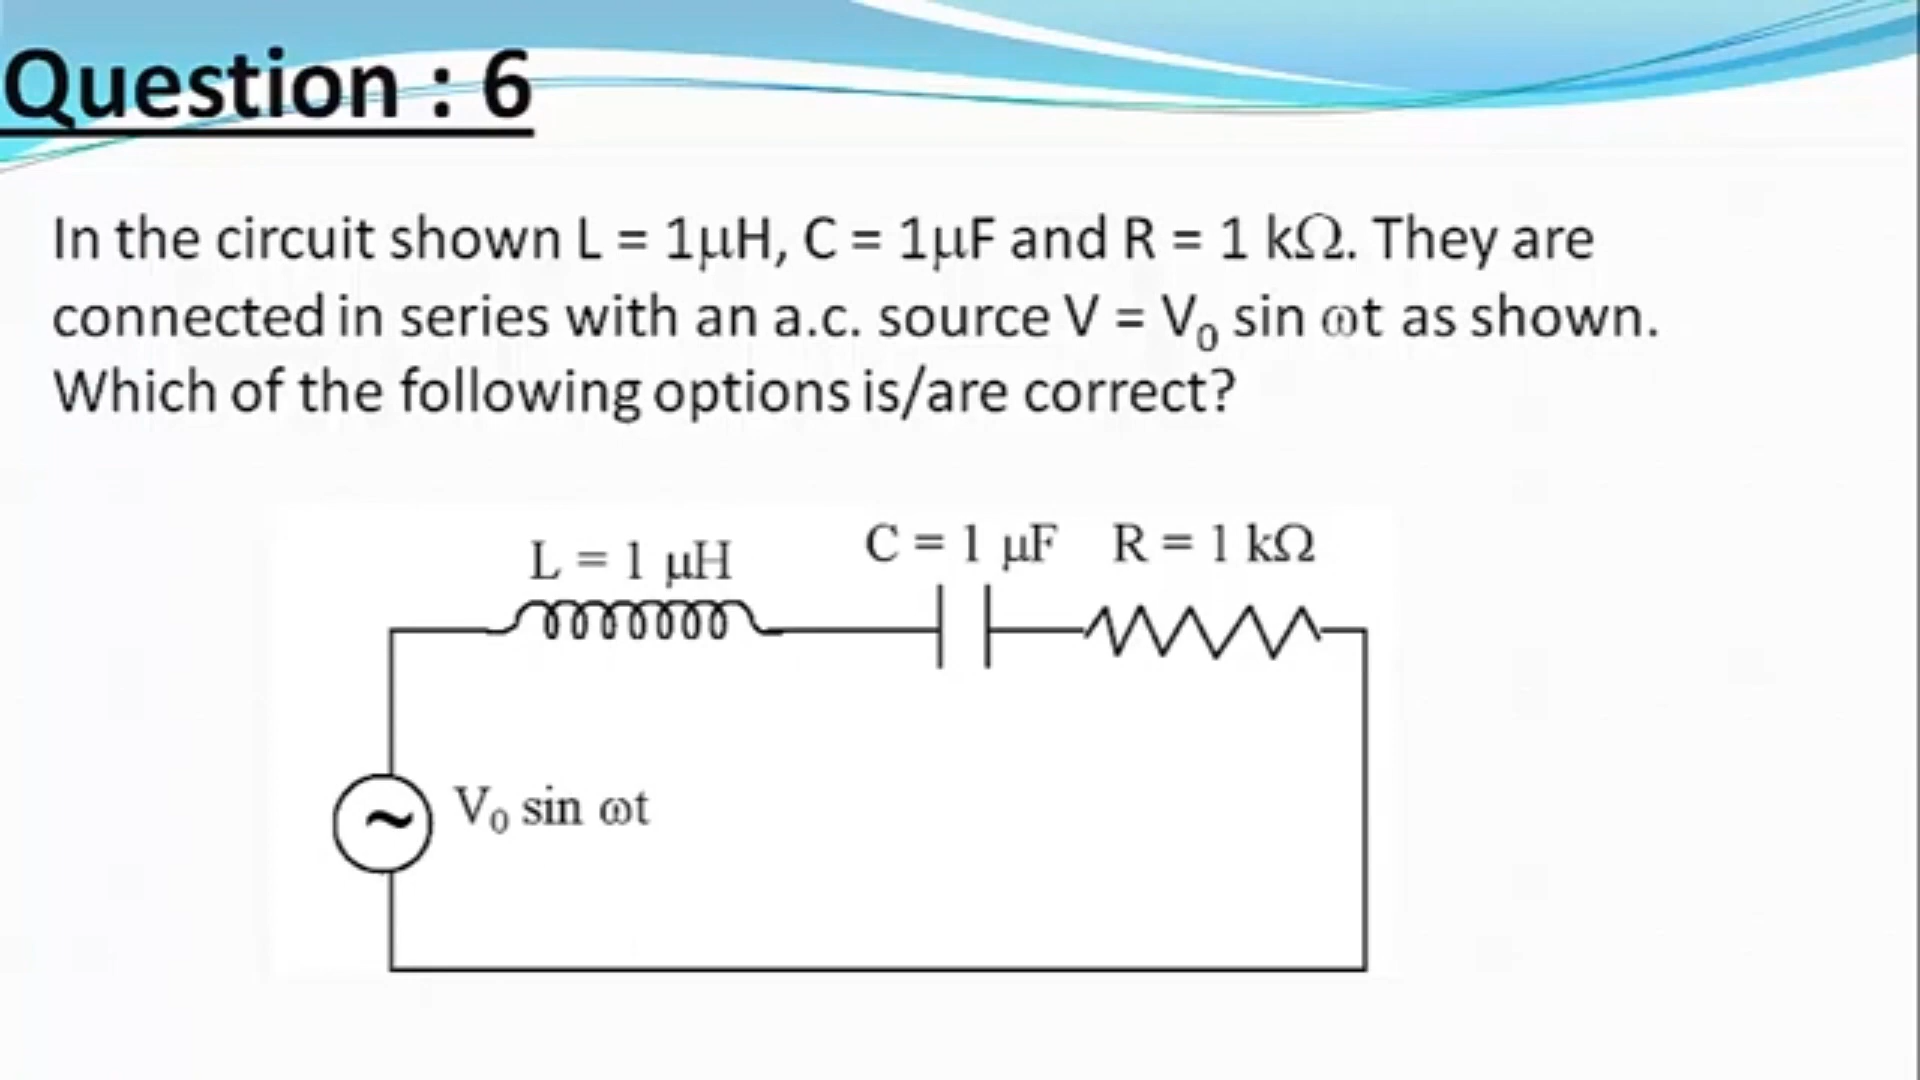 Question : 6
In the circuit shown L = 1μH, C = 1μF and R = 1 kΩ. They are
connected in series with an a.c. source V = V₀ sin ωt as shown.
Which of the following options is/are correct?
L = 1 μH
C = 1 μF R = 1 kΩ
~ V₀ sin ωt